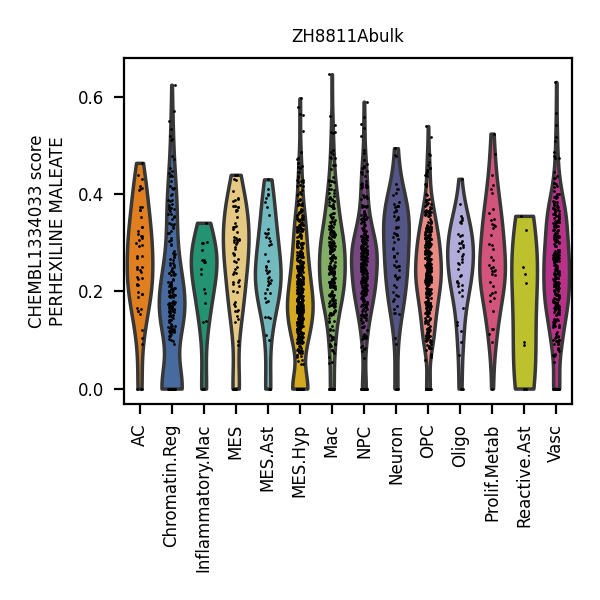 ZH8811Abulk
CHEMBL1334033 score
PERHEXILINE MALEATE
0.6
0.4
0.2
0.0
AC
Chromatin.Reg
Inflammatory.Mac
MES
MES.Ast
MES.Hyp
Mac
NPC
Neuron
OPC
Oligo
Prolif.Metab
Reactive.Ast
Vasc